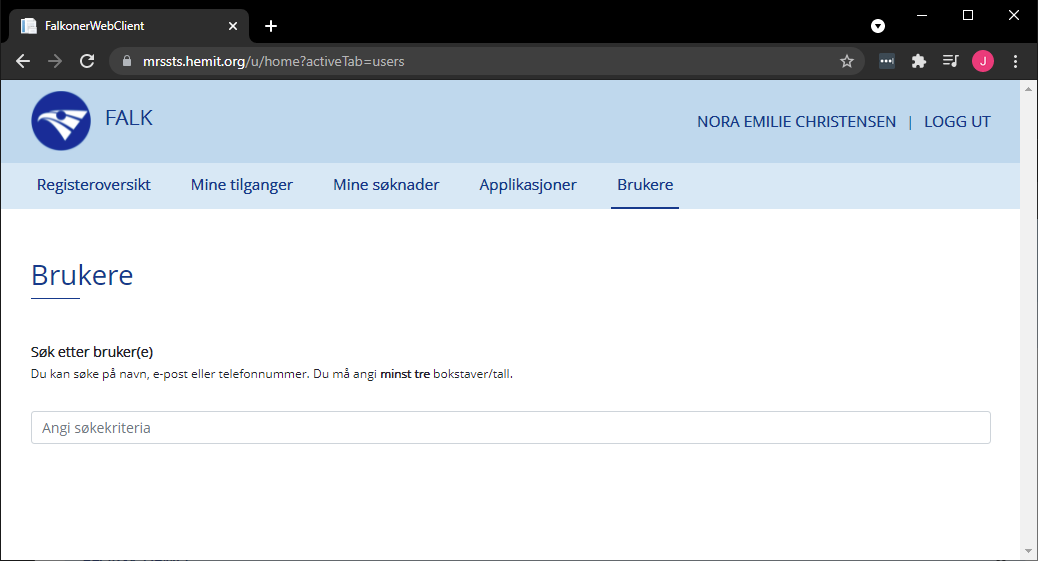 FalkonerWebClient
mrssts.hemit.org/u/home?activeTab=users
J
FALK
NORA EMILIE CHRISTENSEN | LOGG UT
Registeroversikt Mine tilganger Mine søknader Applikasjoner Brukere
Brukere
Søk etter bruker(e)
Du kan søke på navn, e-post eller telefonnummer. Du må angi minst tre bokstaver/tall.
Angi søkekriteria